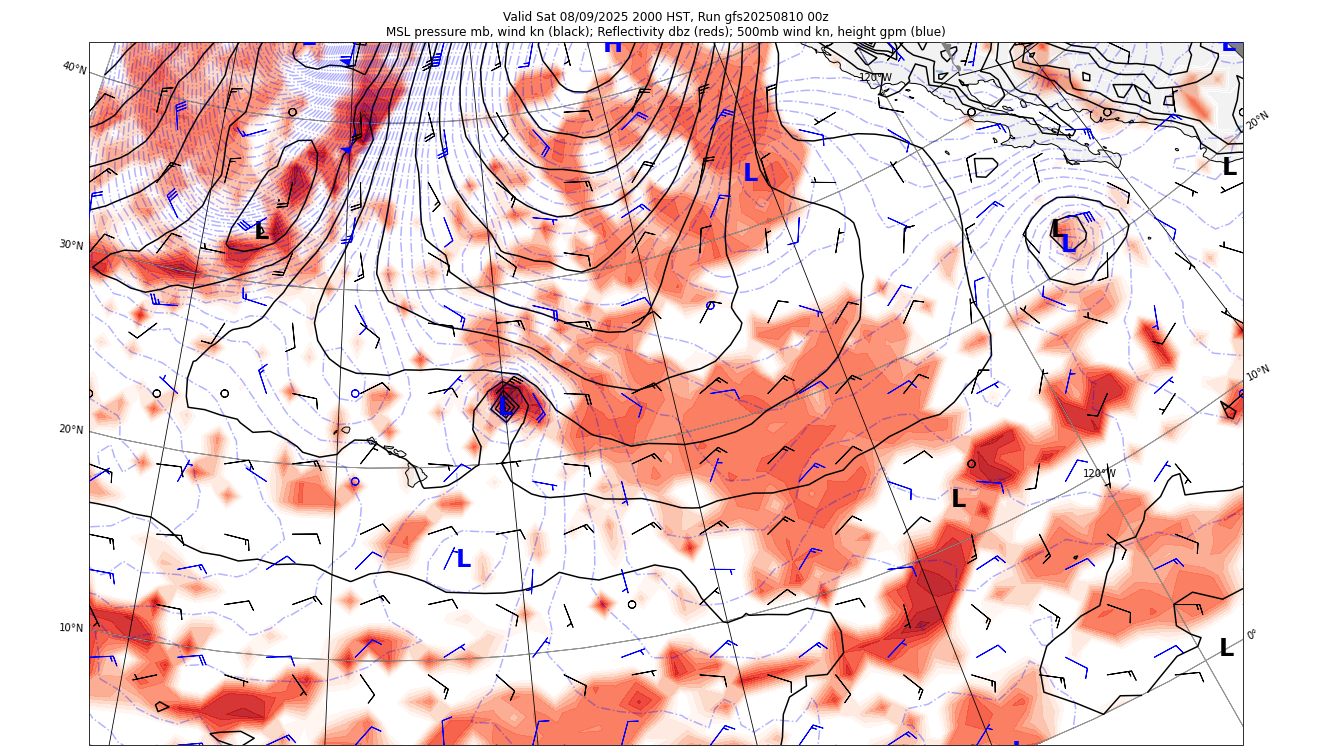 Valid Sat 08/09/2025 2000 HST, Run gfs20250810 00z
MSL pressure mb, wind kn (black); Reflectivity dbz (reds); 500mb wind kn, height gpm (blue)
L H L
40°N 120°W
20°N
L L
L L
L
30°N
10°N
L
20°N
120°W
L
L
10°N
0°
L
L